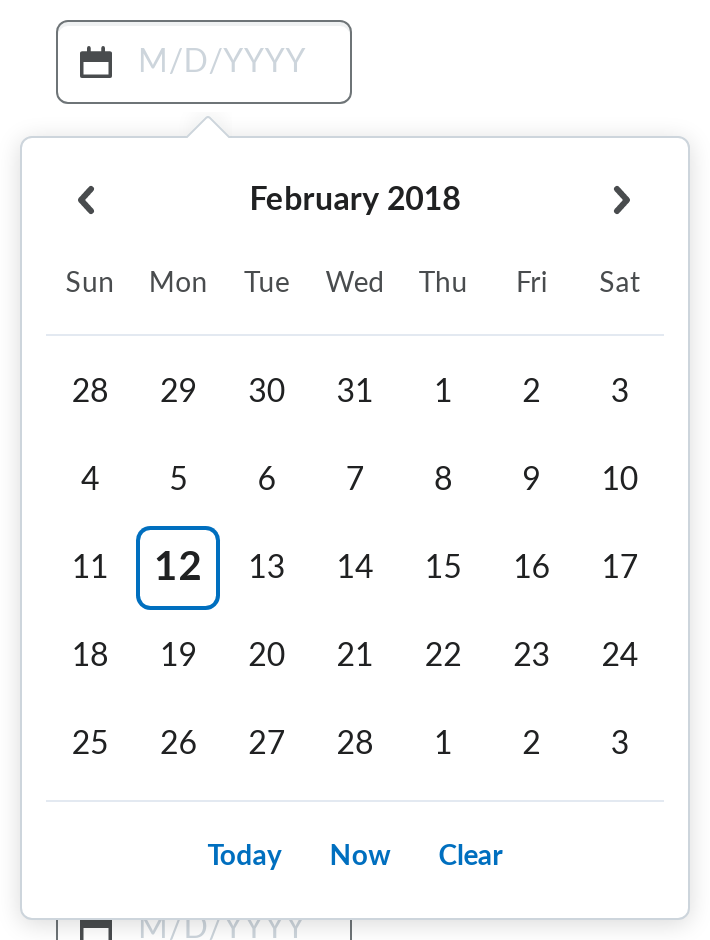 M/D/YYYY
February 2018
Sun Mon Tue Wed Thu Fri Sat
28 29 30 31 1 2 3
4 5 6 7 8 9 10
11 12 13 14 15 16 17
18 19 20 21 22 23 24
25 26 27 28 1 2 3
Today Now Clear
M/D/YYYY